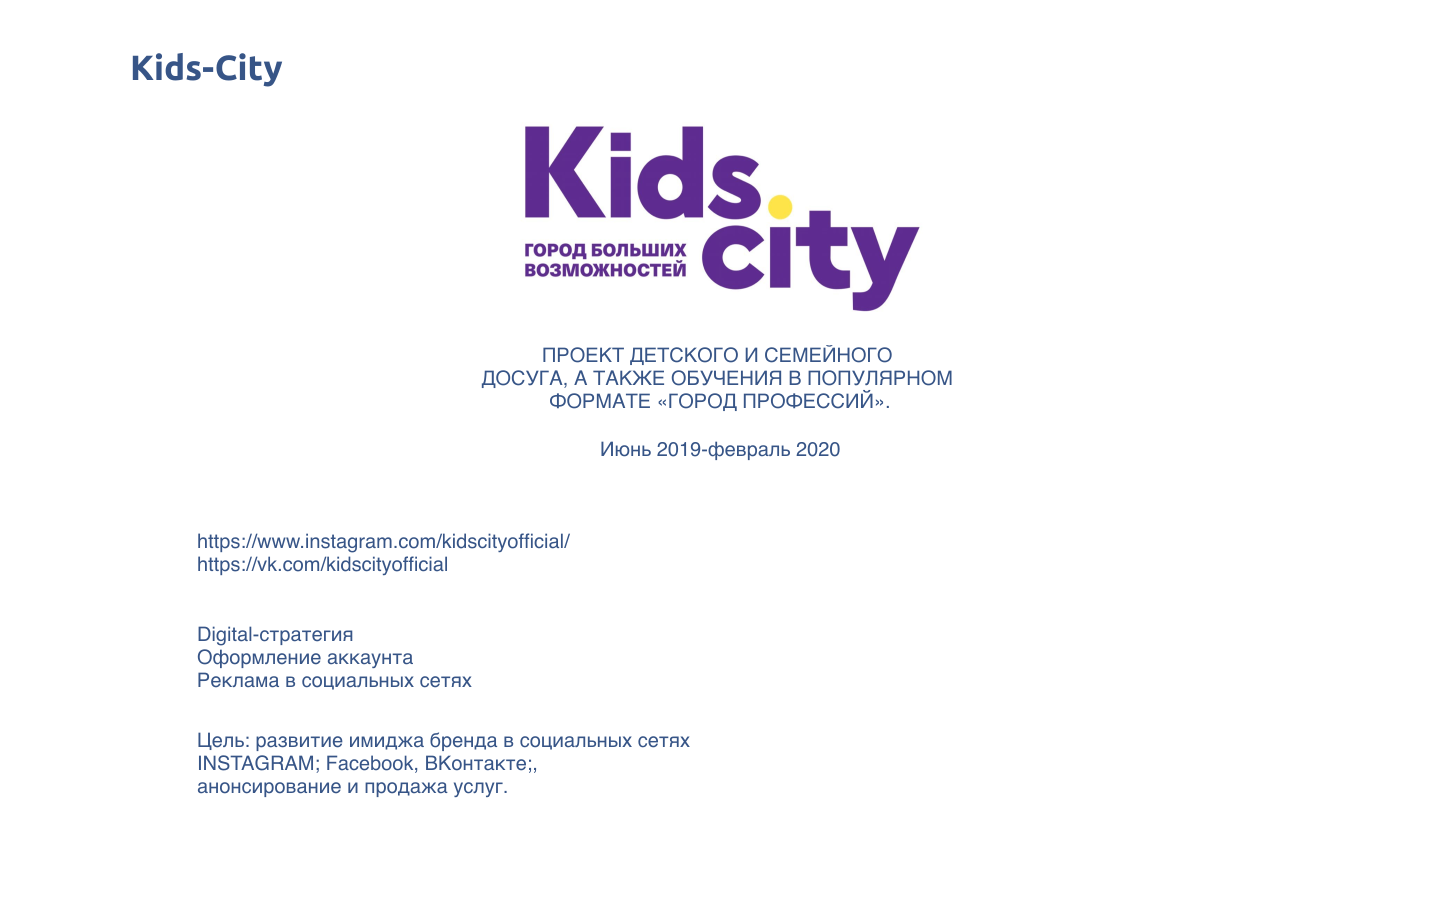 Kids-City
Kids
city
ГОРОД БОЛЬШИХ
ВОЗМОЖНОСТЕЙ
ПРОЕКТ ДЕТСКОГО И СЕМЕЙНОГО
ДОСУГА, А ТАКЖЕ ОБУЧЕНИЯ В ПОПУЛЯРНОМ
ФОРМАТЕ «ГОРОД ПРОФЕССИЙ».
Июнь 2019-февраль 2020
https://www.instagram.com/kidscityofficial/
https://vk.com/kidscityofficial
Digital-стратегия
Оформление аккаунта
Реклама в социальных сетях
Цель: развитие имиджа бренда в социальных сетях
INSTAGRAM; Facebook, ВКонтакте;,
анонсирование и продажа услуг.